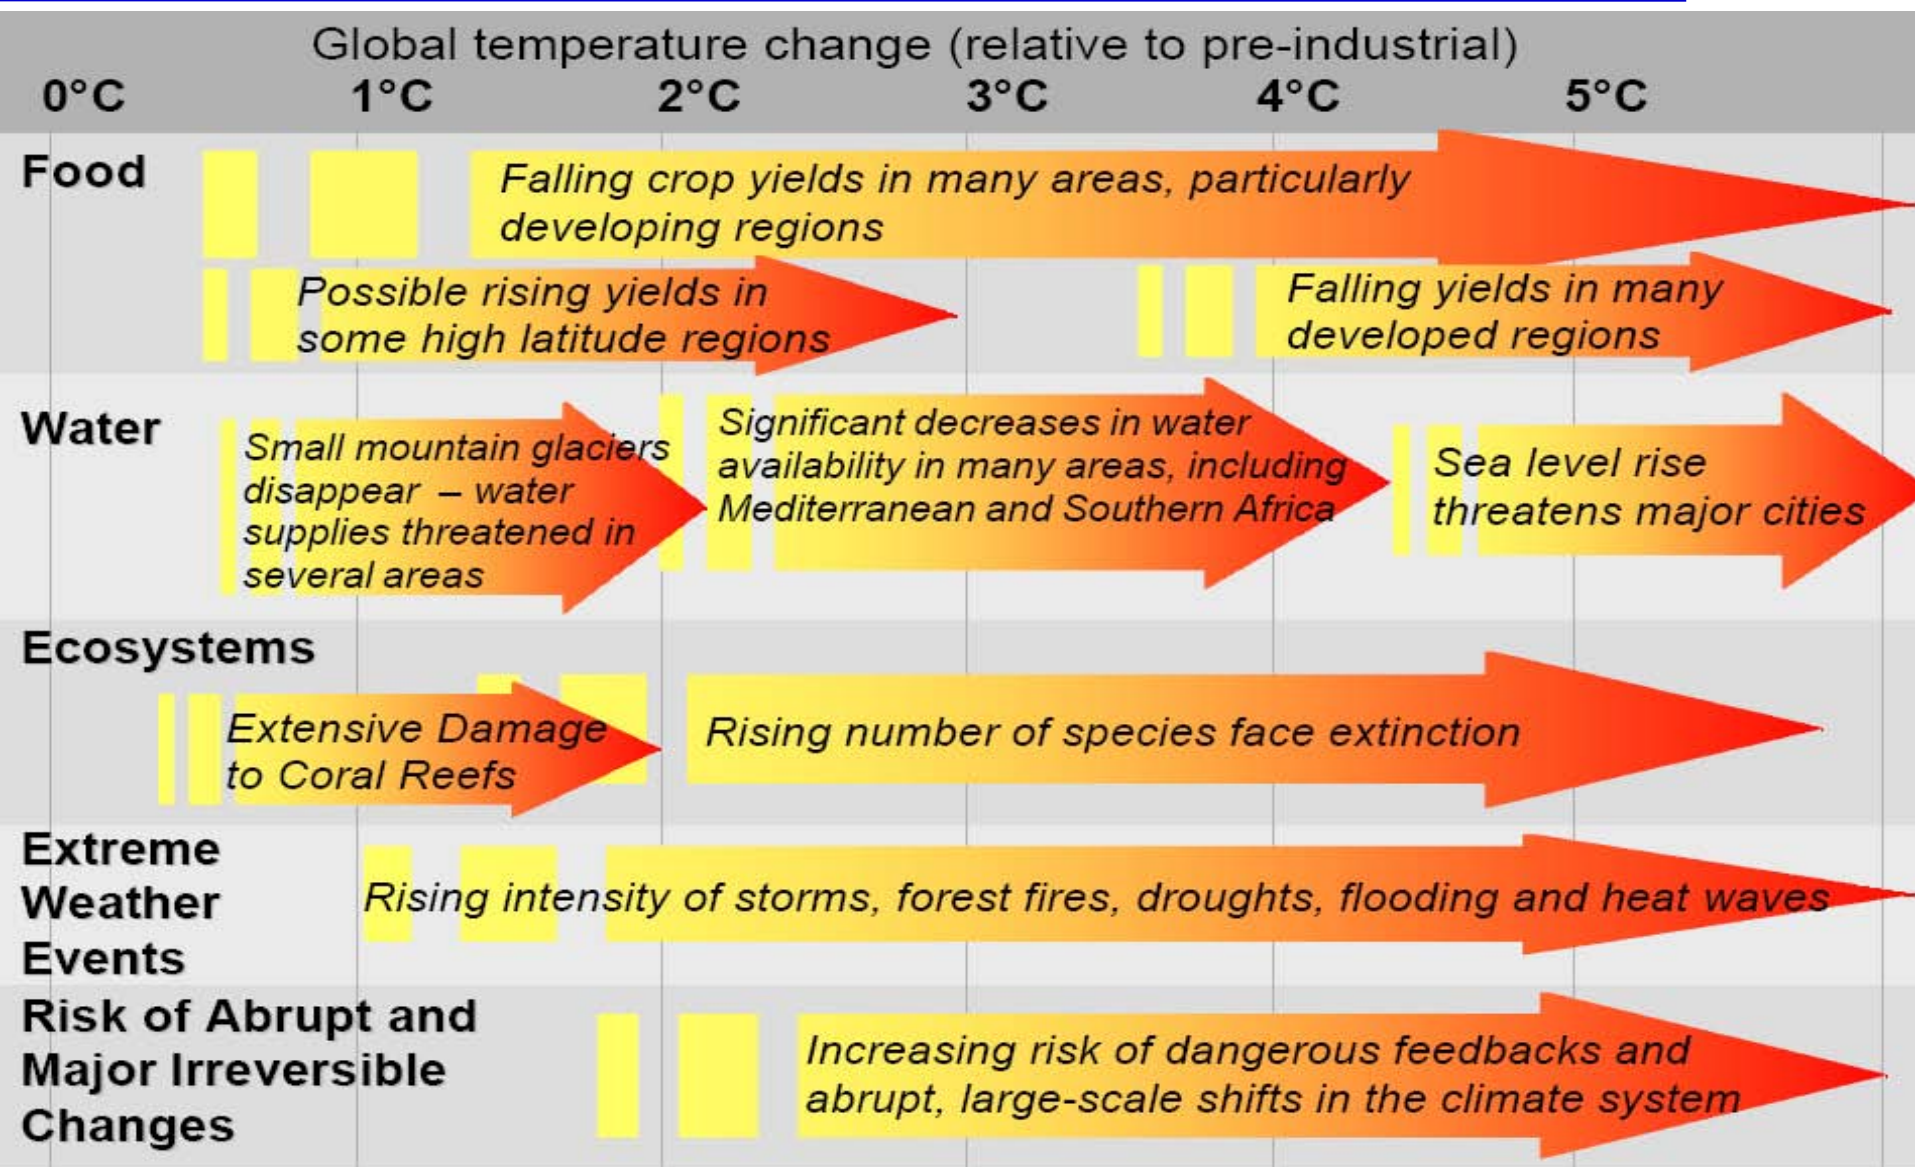 Global temperature change (relative to pre-industrial)
0°C 1°C 2°C 3°C 4°C 5°C
Food
Falling crop yields in many areas, particularly
developing regions
Possible rising yields in
some high latitude regions
Falling yields in many
developed regions
Water
Small mountain glaciers
disappear – water
supplies threatened in
several areas
Significant decreases in water
availability in many areas, including
Mediterranean and Southern Africa
Sea level rise
threatens major cities
Ecosystems
Extensive Damage
to Coral Reefs
Rising number of species face extinction
Extreme
Weather
Events
Rising intensity of storms, forest fires, droughts, flooding and heat waves
Risk of Abrupt and
Major Irreversible
Changes
Increasing risk of dangerous feedbacks and
abrupt, large-scale shifts in the climate system